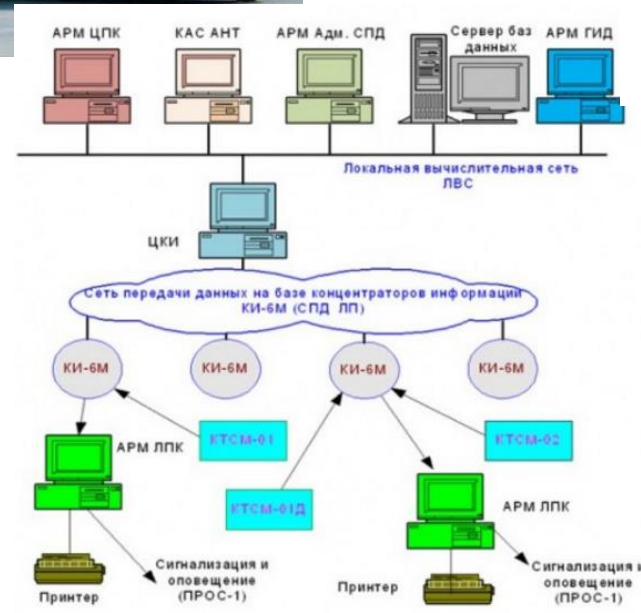 АРМ ЦПК
КАС АНТ
АРМ Адм. СПД
Сервер баз
данных
АРМ ГИД
Локальная вычислительная сеть
ЛВС
ЦКИ
Сеть передачи данных на базе концентраторов информации
КИ-6М (СПД ЛП)
КИ-6М
КИ-6М
КИ-6М
КИ-6М
АРМ ЛПК
КТСМ-01
КТСМ-02
КТСМ-01Д
АРМ ЛПК
Сигнализация и
оповещение
(ПРОС-1)
Принтер
Сигнализация и
оповещение
(ПРОС-1)
Принтер